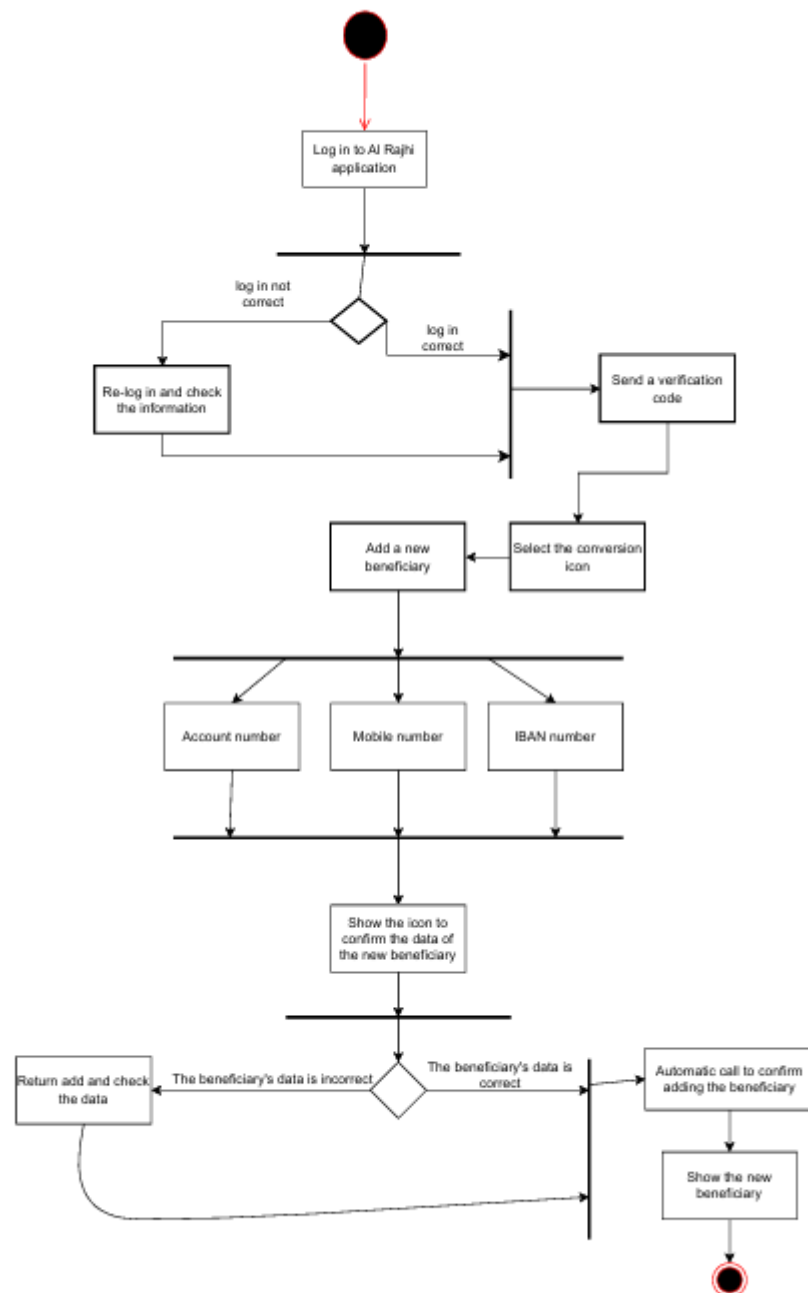 Log in to Al Rajhi
application
log in not
correct
log in
correct
Re-log in and check
the information
Send a verification
code
Add a new
beneficiary
Select the conversion
icon
Account number
Mobile number
IBAN number
Show the icon to
confirm the data of
the new beneficiary
Return add and check
the data
The beneficiary's data is incorrect
The beneficiary's data is
correct
Automatic call to confirm
adding the beneficiary
Show the new
beneficiary